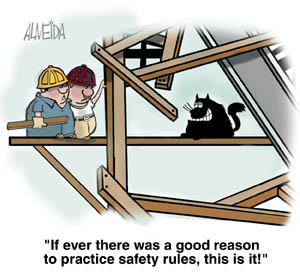 ALMEIDA
"If ever there was a good reason
to practice safety rules, this is it!"